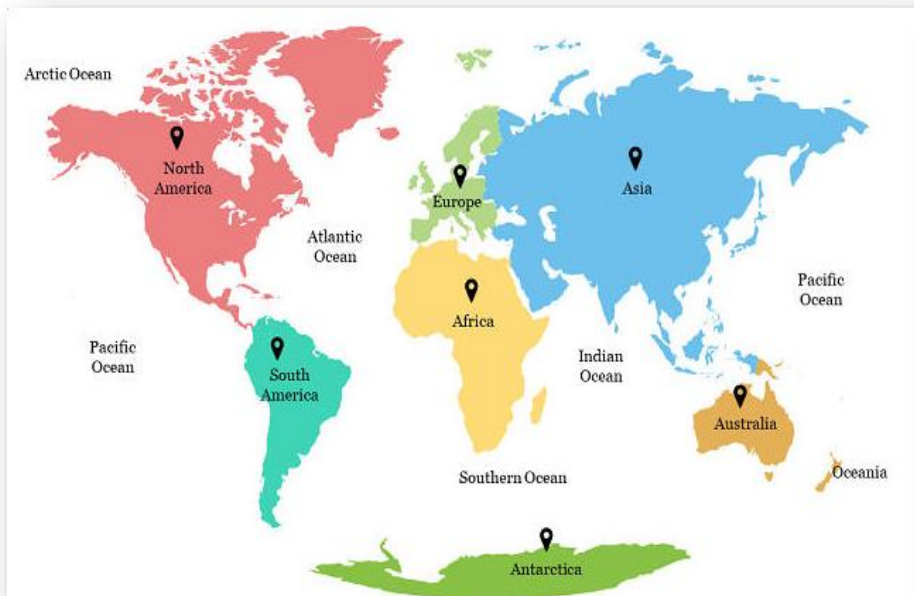 Arctic Ocean
North
America
Europe
Asia
Atlantic
Ocean
Pacific
Ocean
Africa
Pacific
Ocean
Indian
Ocean
South
America
Australia
Oceania
Southern Ocean
Antarctica